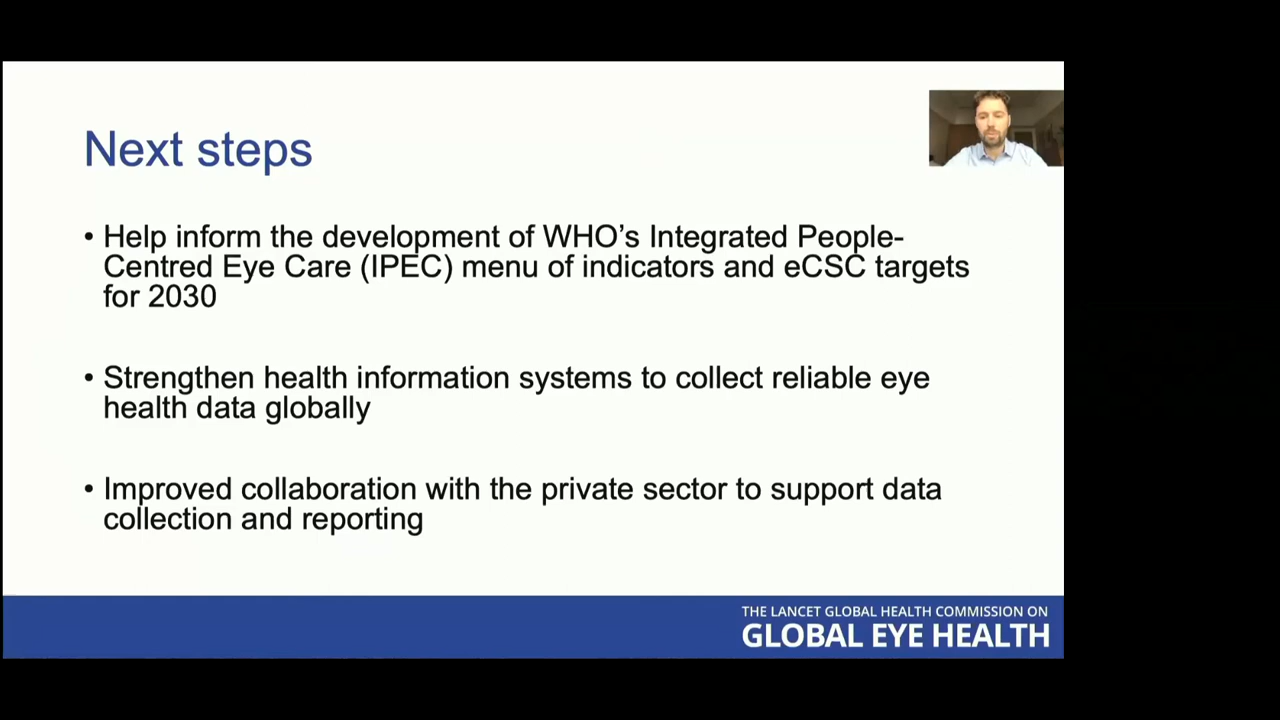 Next steps
• Help inform the development of WHO’s Integrated People-
Centred Eye Care (IPEC) menu of indicators and eCSC targets
for 2030
• Strengthen health information systems to collect reliable eye
health data globally
• Improved collaboration with the private sector to support data
collection and reporting
THE LANCET GLOBAL HEALTH COMMISSION ON
GLOBAL EYE HEALTH